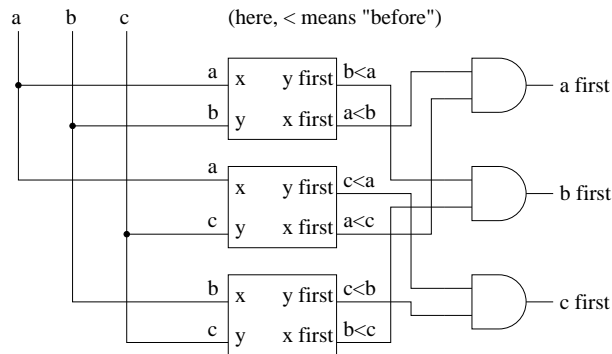 a b c (here, < means "before")
a x y first b<a
b y x first a<b
a first
a x y first c<a
c y x first a<c
b first
b x y first c<b
c y x first b<c
c first